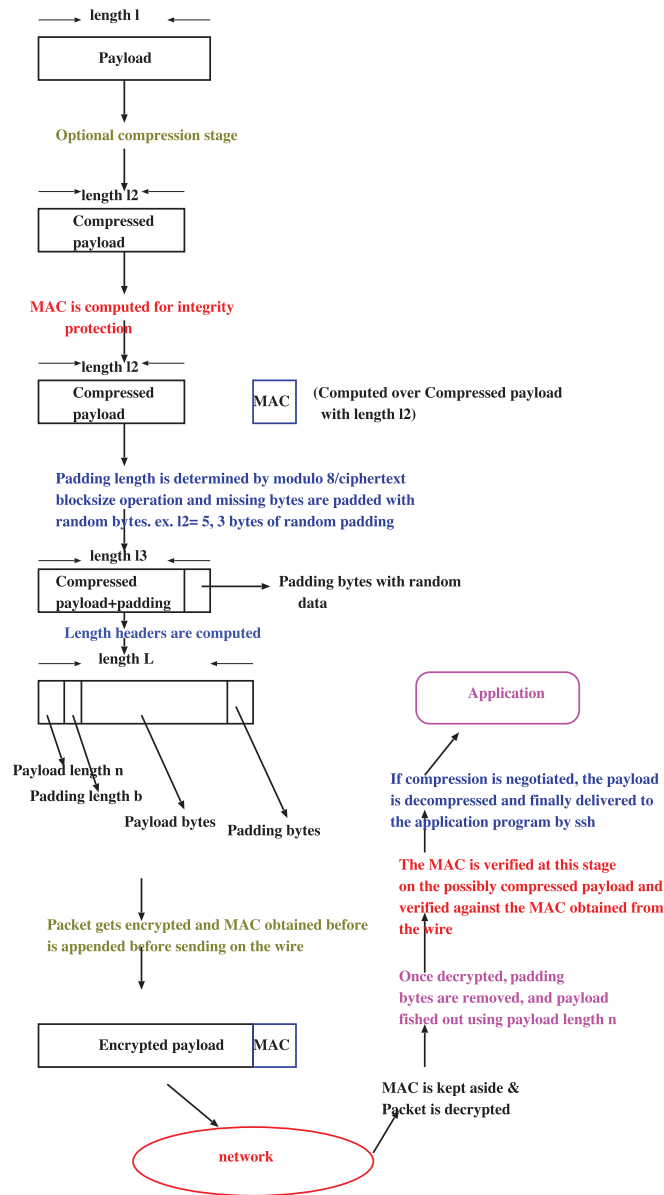 length l
Payload
Optional compression stage
length l2
Compressed
payload
MAC is computed for integrity
protection
length l2
Compressed
payload
MAC
(Computed over Compressed payload
with length l2)
Padding length is determined by modulo 8/ciphertext
blocksize operation and missing bytes are padded with
random bytes. ex. l2= 5, 3 bytes of random padding
length l3
Compressed
payload+padding
Padding bytes with random
data
Length headers are computed
length L
Payload length n
Padding length b
Payload bytes
Padding bytes
Packet gets encrypted and MAC obtained before
is appended before sending on the wire
Encrypted payload
MAC
network
MAC is kept aside &
Packet is decrypted
Once decrypted, padding
bytes are removed, and payload
fished out using payload length n
The MAC is verified at this stage
on the possibly compressed payload and
verified against the MAC obtained from
the wire
If compression is negotiated, the payload
is decompressed and finally delivered to
the application program by ssh
Application